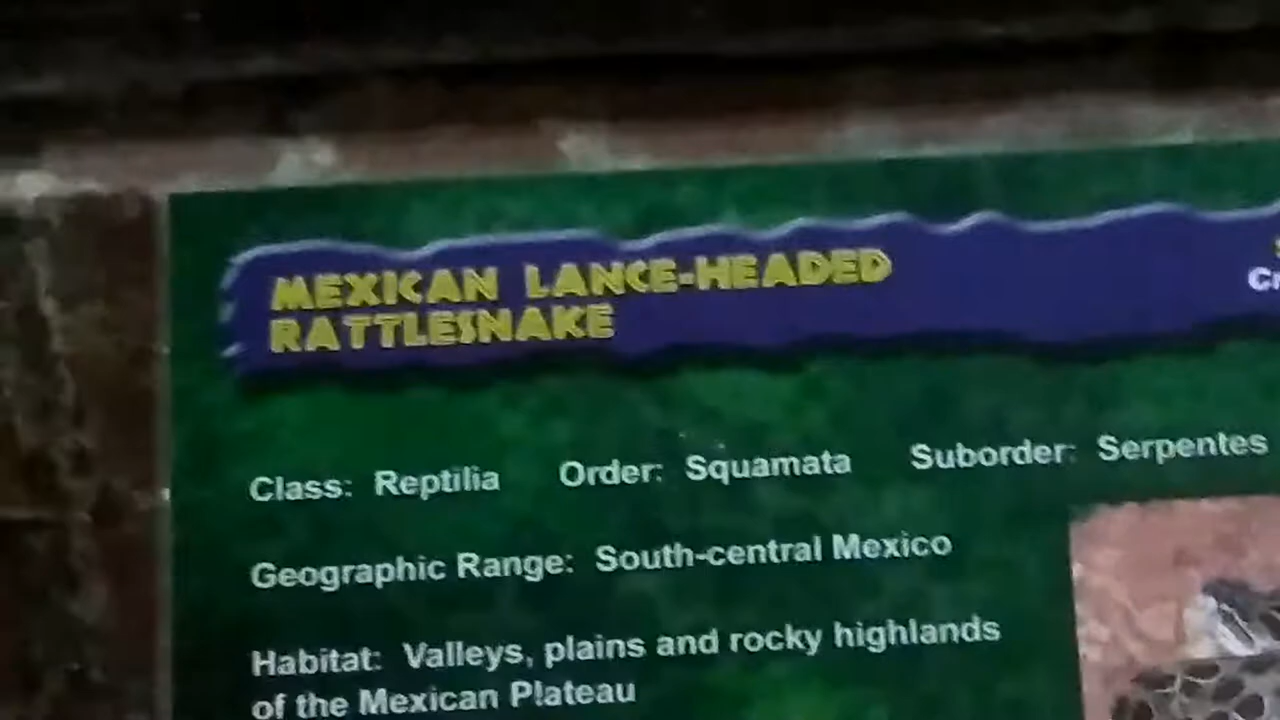 MEXICAN LANCE-HEADED
RATTLESNAKE
Class: Reptilia Order: Squamata Suborder: Serpentes
Geographic Range: South-central Mexico
Habitat: Valleys, plains and rocky highlands
of the Mexican Plateau